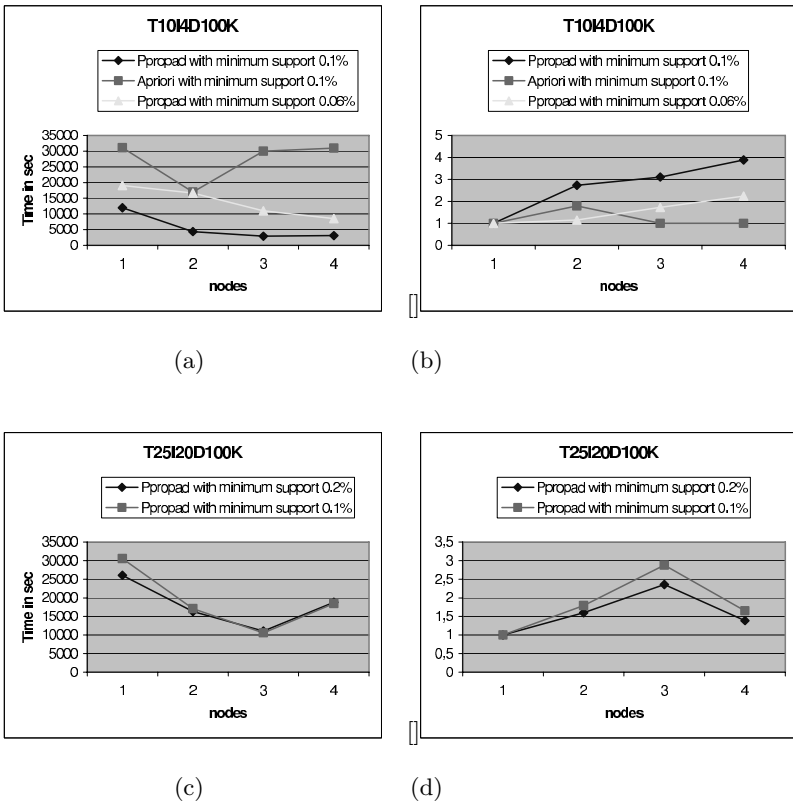 T10I4D100K
Ppropad with minimum support 0.1%
Apriori with minimum support 0.1%
Ppropad with minimum support 0.06%
35000
30000
25000
20000
15000
10000
5000
0
Time in sec
1 2 3 4
nodes
(a)
[]
T10I4D100K
Ppropad with minimum support 0.1%
Apriori with minimum support 0.1%
Ppropad with minimum support 0.06%
5
4
3
2
1
0
1 2 3 4
nodes
(b)
T25I20D100K
Ppropad with minimum support 0.2%
Ppropad with minimum support 0.1%
35000
30000
25000
20000
15000
10000
5000
0
Time in sec
1 2 3 4
nodes
(c)
[]
T25I20D100K
Ppropad with minimum support 0.2%
Ppropad with minimum support 0.1%
3,5
3
2,5
2
1,5
1
0,5
0
1 2 3 4
nodes
(d)